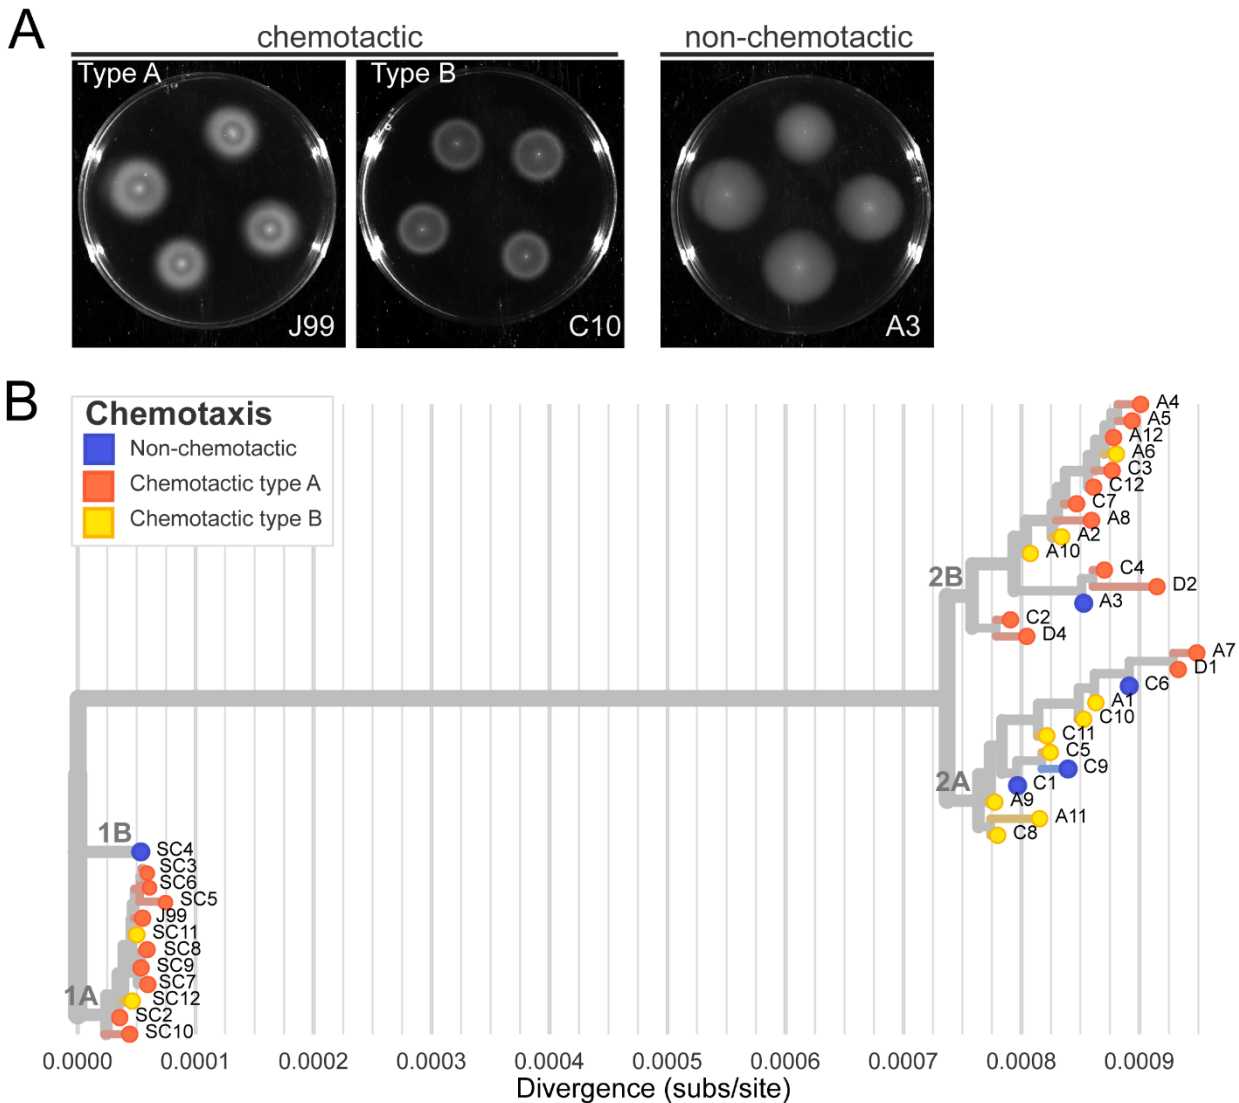 A
chemotactic
non-chemotactic
Type A
Type B
J99
C10
A3
B
Chemotaxis
Non-chemotactic
Chemotactic type A
Chemotactic type B
A4
A5
A12
A6
C3
C12
C7
A8
A2
A10
2B
C4
D2
A3
C2
D4
A7
D1
C6
A1
C10
C11
C5
C9
2A
C1
A9
A11
C8
1B
SC4
SC3
SC6
SC5
J99
SC11
SC8
SC9
SC7
1A
SC12
SC2
SC10
0.0000 0.0001 0.0002 0.0003 0.0004 0.0005 0.0006 0.0007 0.0008 0.0009
Divergence (subs/site)